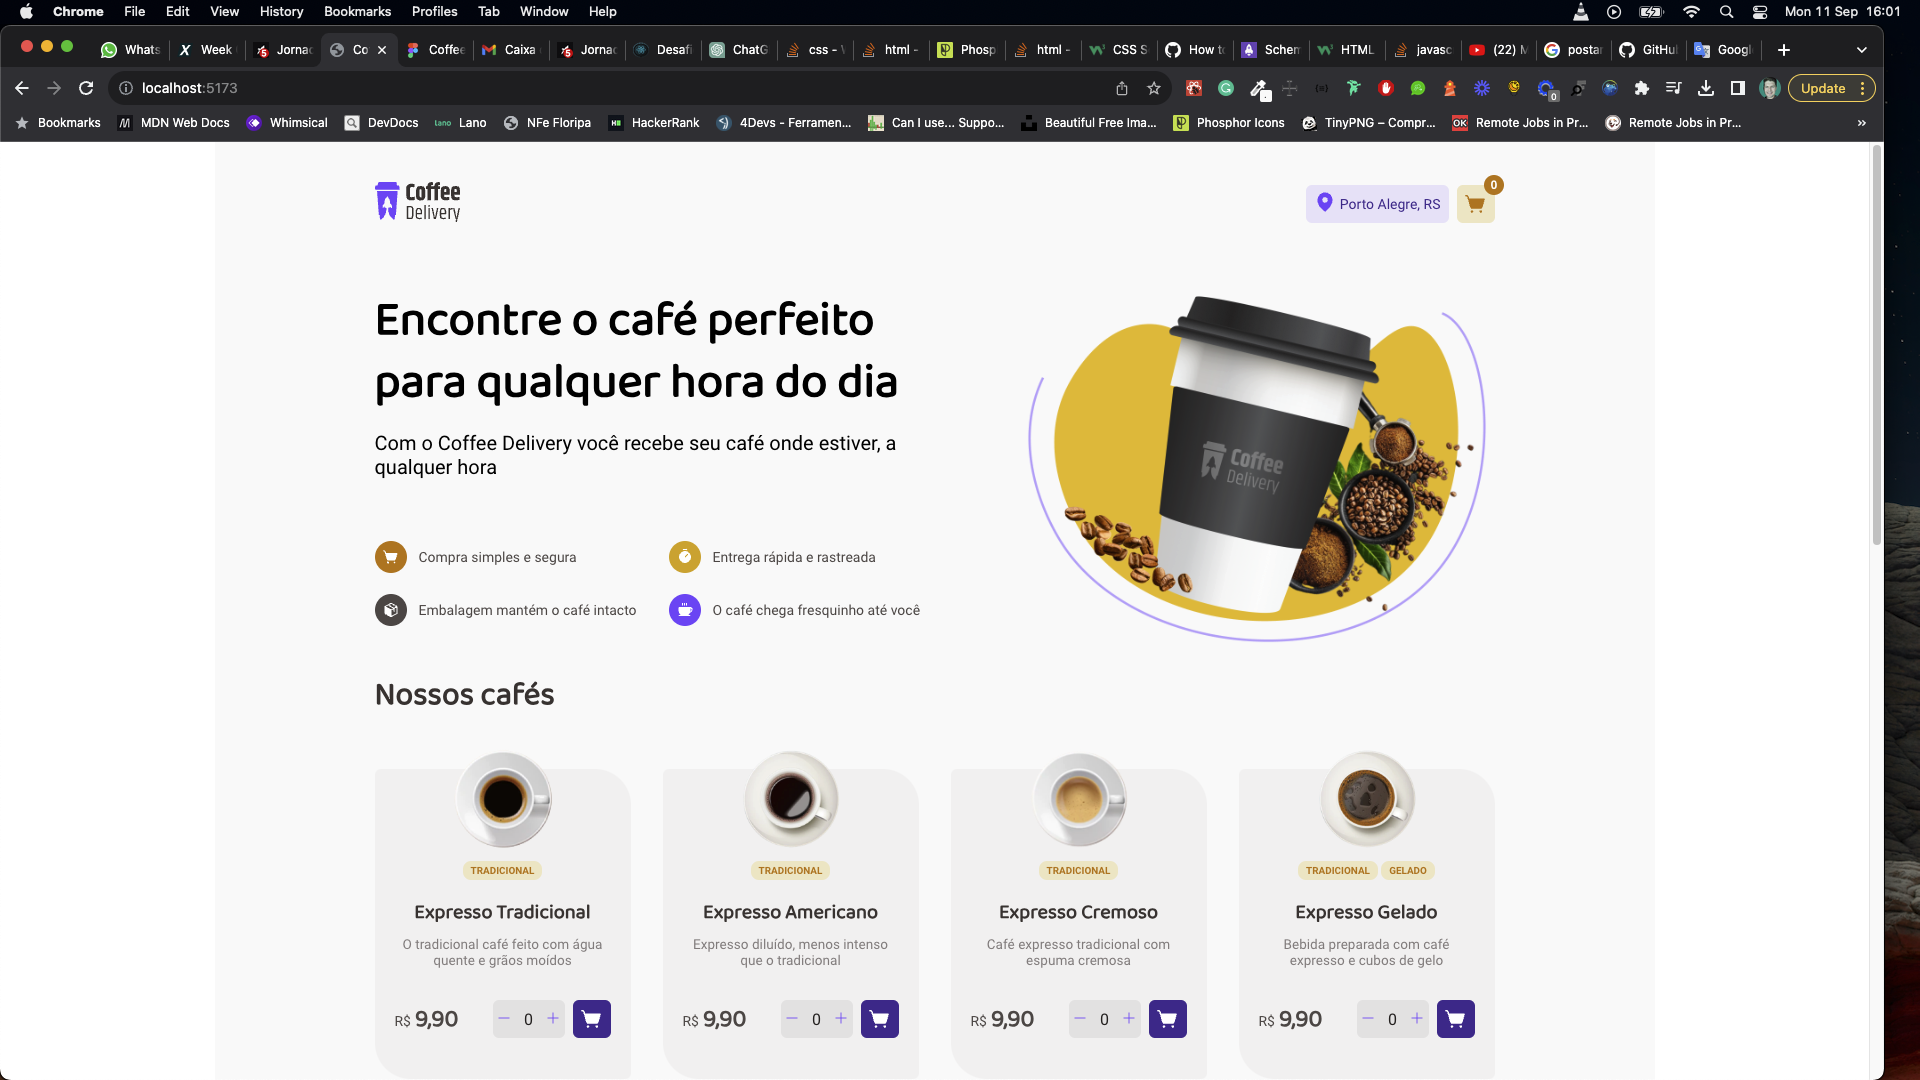 Chrome File Edit View History Bookmarks Profiles Tab Window Help Mon 11 Sep 16:01
Whats X Week Jornac Co Coffee Caixa Jornac Desafi ChatG css - html - Phosp html - CSS S How to Schem HTML javasc (22) M postar GitHu Googl
localhost:5173 Update
Bookmarks MDN Web Docs Whimsical DevDocs Lano NFe Floripa HackerRank 4Devs - Ferramen... Can I use... Suppo... Beautiful Free Ima... Phosphor Icons TinyPNG – Compr... Remote Jobs in Pr... Remote Jobs in Pr... »
Coffee
Delivery
Porto Alegre, RS
0
Encontre o café perfeito
para qualquer hora do dia
Com o Coffee Delivery você recebe seu café onde estiver, a
qualquer hora
Compra simples e segura
Entrega rápida e rastreada
Embalagem mantém o café intacto
O café chega fresquinho até você
Coffee
Delivery
Nossos cafés
TRADICIONAL
Expresso Tradicional
O tradicional café feito com água
quente e grãos moídos
R$ 9,90 − 0 +
TRADICIONAL
Expresso Americano
Expresso diluído, menos intenso
que o tradicional
R$ 9,90 − 0 +
TRADICIONAL
Expresso Cremoso
Café expresso tradicional com
espuma cremosa
R$ 9,90 − 0 +
TRADICIONAL GELADO
Expresso Gelado
Bebida preparada com café
expresso e cubos de gelo
R$ 9,90 − 0 +